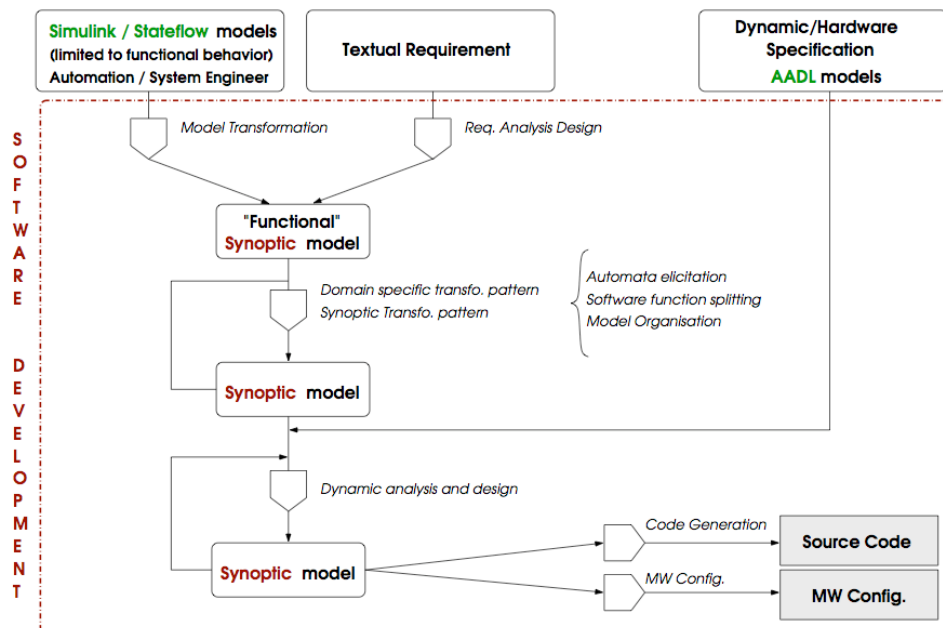 Simulink / Stateflow models
(limited to functional behavior)
Automation / System Engineer
Textual Requirement
Dynamic/Hardware
Specification
AADL models
SOFTWARE DEVELOPMENT
Model Transformation
Req. Analysis Design
"Functional"
Synoptic model
Domain specific transfo. pattern
Synoptic Transfo. pattern
Automata elicitation
Software function splitting
Model Organisation
Synoptic model
Dynamic analysis and design
Synoptic model
Code Generation
Source Code
MW Config.
MW Config.